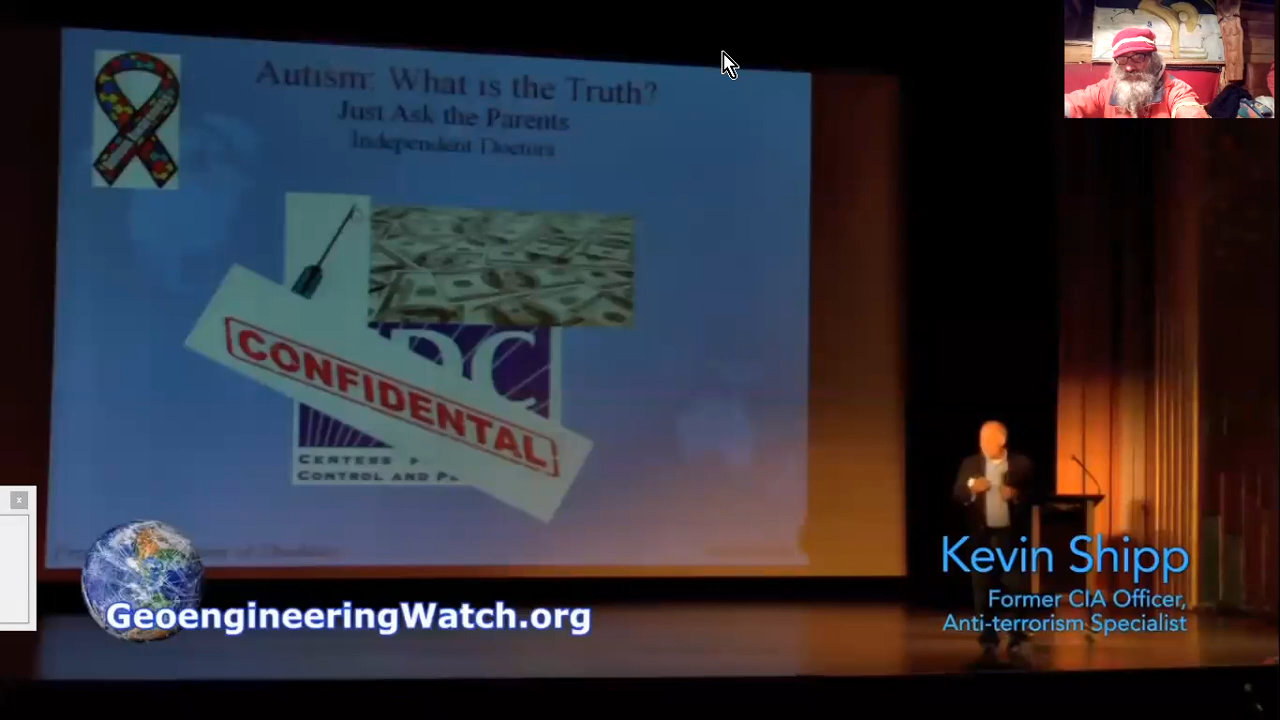 Autism: What is the Truth?
Just Ask the Parents
Independent Doctors
DC
CONFIDENTAL
CENTERS
CONTROL AND
GeoengineeringWatch.org
Kevin Shipp
Former CIA Officer,
Anti-terrorism Specialist
x